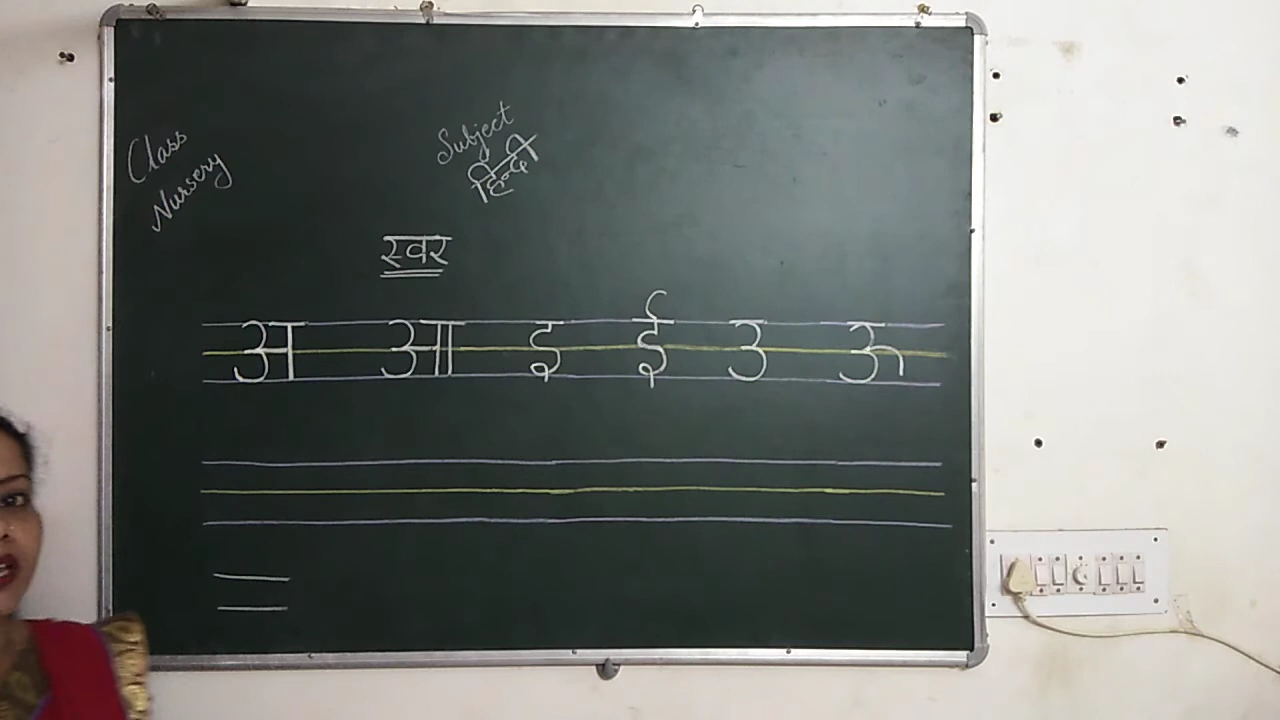 Class
Nursery
Subject
हिन्दी
स्वर
अ आ इ ई उ ऊ